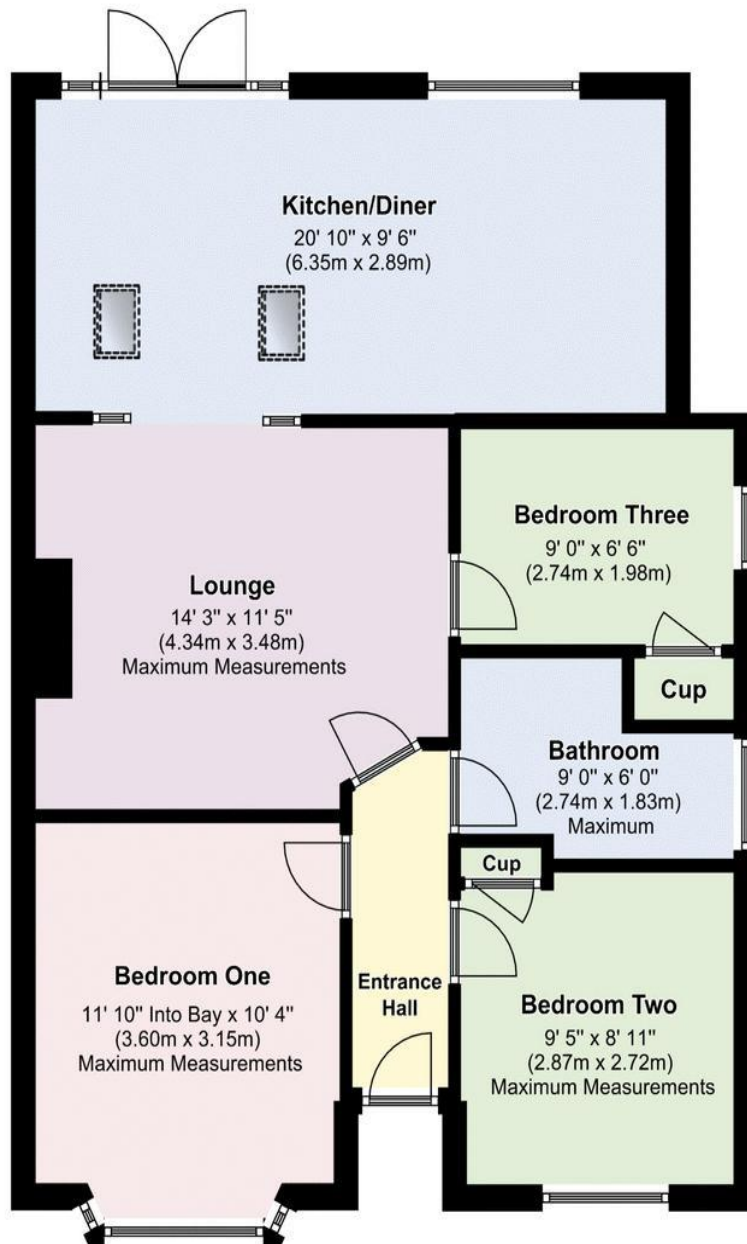 Kitchen/Diner
20' 10" x 9' 6"
(6.35m x 2.89m)
Bedroom Three
9' 0" x 6' 6"
(2.74m x 1.98m)
Lounge
14' 3" x 11' 5"
(4.34m x 3.48m)
Maximum Measurements
Cup
Bathroom
9' 0" x 6' 0"
(2.74m x 1.83m)
Maximum
Cup
Bedroom One
11' 10" Into Bay x 10' 4"
(3.60m x 3.15m)
Maximum Measurements
Entrance
Hall
Bedroom Two
9' 5" x 8' 11"
(2.87m x 2.72m)
Maximum Measurements